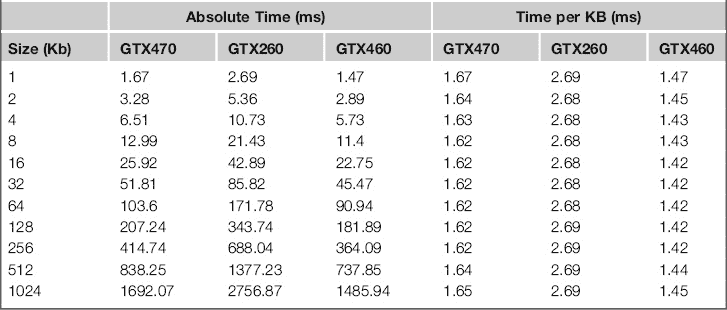 Absolute Time (ms) Time per KB (ms)
Size (Kb) GTX470 GTX260 GTX460 GTX470 GTX260 GTX460
1 1.67 2.69 1.47 1.67 2.69 1.47
2 3.28 5.36 2.89 1.64 2.68 1.45
4 6.51 10.73 5.73 1.63 2.68 1.43
8 12.99 21.43 11.4 1.62 2.68 1.43
16 25.92 42.89 22.75 1.62 2.68 1.42
32 51.81 85.82 45.47 1.62 2.68 1.42
64 103.6 171.78 90.94 1.62 2.68 1.42
128 207.24 343.74 181.89 1.62 2.69 1.42
256 414.74 688.04 364.09 1.62 2.69 1.42
512 838.25 1377.23 737.85 1.64 2.69 1.44
1024 1692.07 2756.87 1485.94 1.65 2.69 1.45